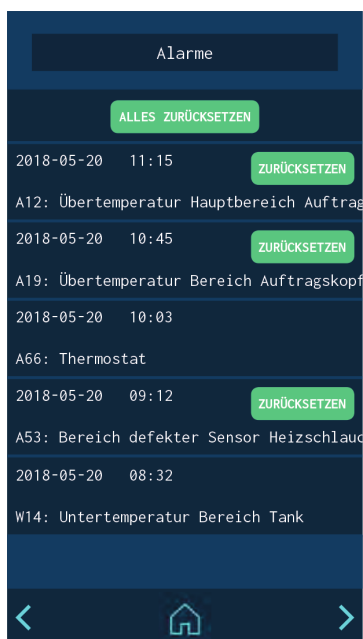 Alarme
ALLES ZURÜCKSETZEN
2018-05-20 11:15 ZURÜCKSETZEN
A12: Übertemperatur Hauptbereich Auftrag
2018-05-20 10:45 ZURÜCKSETZEN
A19: Übertemperatur Bereich Auftragskopf
2018-05-20 10:03
A66: Thermostat
2018-05-20 09:12 ZURÜCKSETZEN
A53: Bereich defekter Sensor Heizschlauc
2018-05-20 08:32
W14: Untertemperatur Bereich Tank